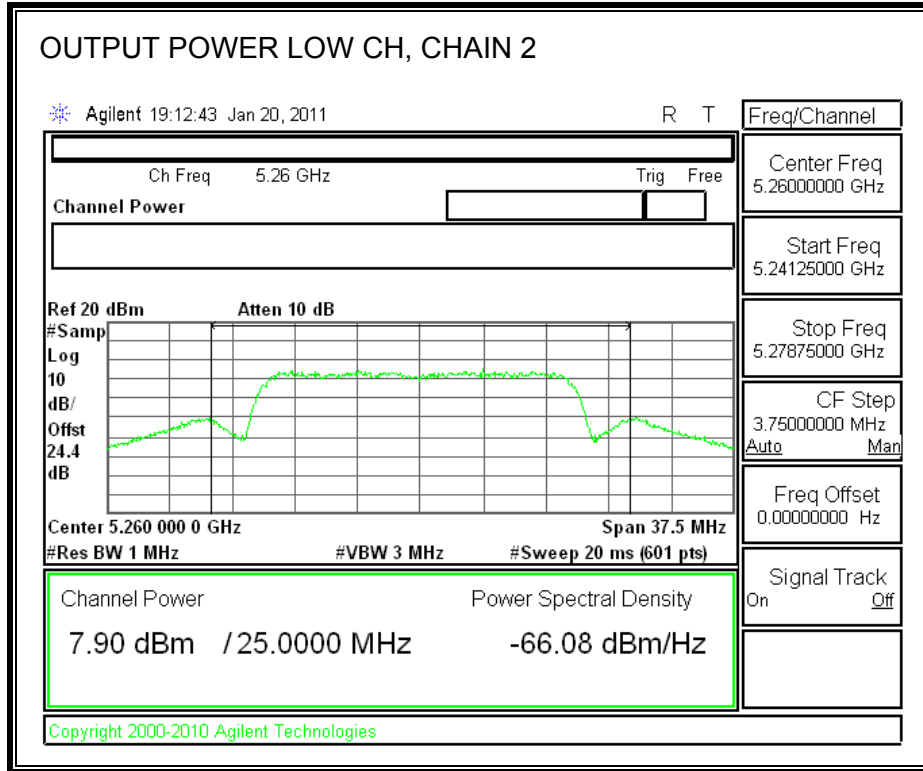 OUTPUT POWER LOW CH, CHAIN 2
Agilent 19:12:43 Jan 20, 2011 R T
Freq/Channel
Ch Freq 5.26 GHz Trig Free
Channel Power
Center Freq
5.26000000 GHz
Start Freq
5.24125000 GHz
Stop Freq
5.27875000 GHz
CF Step
3.75000000 MHz
Auto Man
Freq Offset
0.00000000 Hz
Signal Track
On Off
Ref 20 dBm Atten 10 dB
#Samp
Log
10
dB/
Offst
24.4
dB
Center 5.260 000 0 GHz Span 37.5 MHz
#Res BW 1 MHz #VBW 3 MHz #Sweep 20 ms (601 pts)
Channel Power Power Spectral Density
7.90 dBm / 25.0000 MHz -66.08 dBm/Hz
Copyright 2000-2010 Agilent Technologies